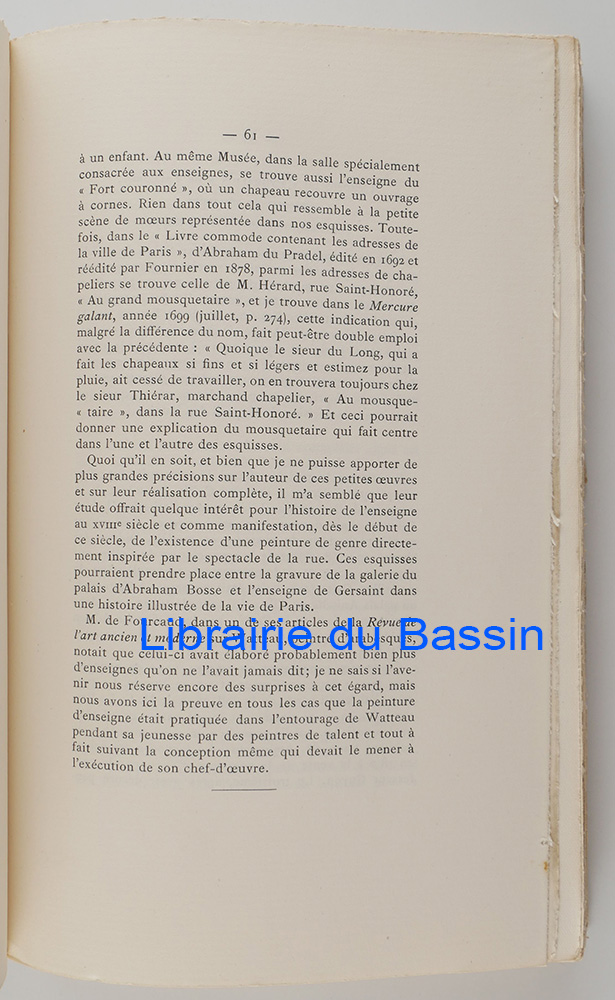 — 61 —
à un enfant. Au même Musée, dans la salle spécialement
consacrée aux enseignes, se trouve aussi l'enseigne du
« Fort couronné », où un chapeau recouvre un ouvrage
à cornes. Rien dans tout cela qui ressemble à la petite
scène de mœurs représentée dans nos esquisses. Toute-
fois, dans le « Livre commode contenant les adresses de
la ville de Paris », d'Abraham du Pradel, édité en 1692 et
réédité par Fournier en 1878, parmi les adresses de cha-
peliers se trouve celle de M. Hérard, rue Saint-Honoré,
« Au grand mousquetaire », et je trouve dans le Mercure
galant, année 1699 (juillet, p. 274), cette indication qui,
malgré la différence du nom, fait peut-être double emploi
avec la précédente : « Quoique le sieur du Long, qui a
fait les chapeaux si fins et si légers et estimez pour la
pluie, ait cessé de travailler, on en trouvera toujours chez
le sieur Thiérar, marchand chapelier, « Au mousque-
« taire », dans la rue Saint-Honoré. » Et ceci pourrait
donner une explication du mousquetaire qui fait centre
dans l'une et l'autre des esquisses.
Quoi qu'il en soit, et bien que je ne puisse apporter de
plus grandes précisions sur l'auteur de ces petites œuvres
et sur leur réalisation complète, il m'a semblé que leur
étude offrait quelque intérêt pour l'histoire de l'enseigne
au XVIIIe siècle et comme manifestation, dès le début de
ce siècle, de l'existence d'une peinture de genre directe-
ment inspirée par le spectacle de la rue. Ces esquisses
pourraient prendre place entre la gravure de la galerie du
palais d'Abraham Bosse et l'enseigne de Gersaint dans
une histoire illustrée de la vie de Paris.
M. de Fourcaud, dans un de ses articles de la Revue de
l'art ancien et moderne sur Watteau, peintre d'arabesques,
Librairie du Bassin
notait que celui-ci avait élaboré probablement bien plus
d'enseignes qu'on ne l'avait jamais dit; je ne sais si l'ave-
nir nous réserve encore des surprises à cet égard, mais
nous avons ici la preuve en tous les cas que la peinture
d'enseigne était pratiquée dans l'entourage de Watteau
pendant sa jeunesse par des peintres de talent et tout à
fait suivant la conception même qui devait le mener à
l'exécution de son chef-d'œuvre.